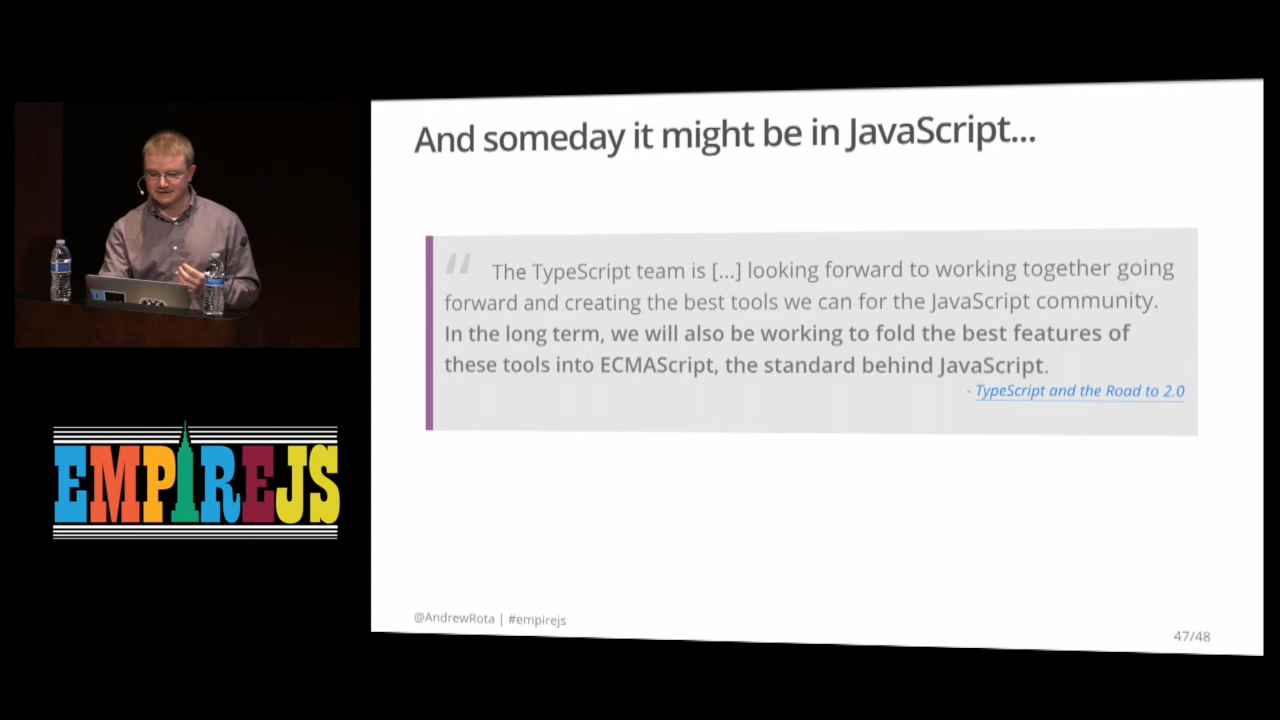 And someday it might be in JavaScript...
“ The TypeScript team is [...] looking forward to working together going
forward and creating the best tools we can for the JavaScript community.
In the long term, we will also be working to fold the best features of
these tools into ECMAScript, the standard behind JavaScript.
- TypeScript and the Road to 2.0
EMPIREJS
@AndrewRota | #empirejs
47/48